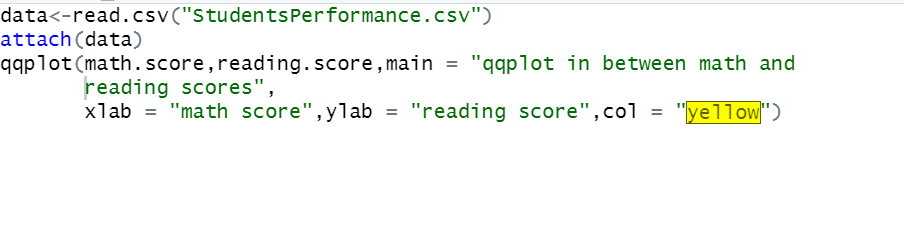 data<-read.csv("StudentsPerformance.csv")
attach(data)
qqplot(math.score,reading.score,main = "qqplot in between math and
reading scores",
xlab = "math score",ylab = "reading score",col = "yellow")